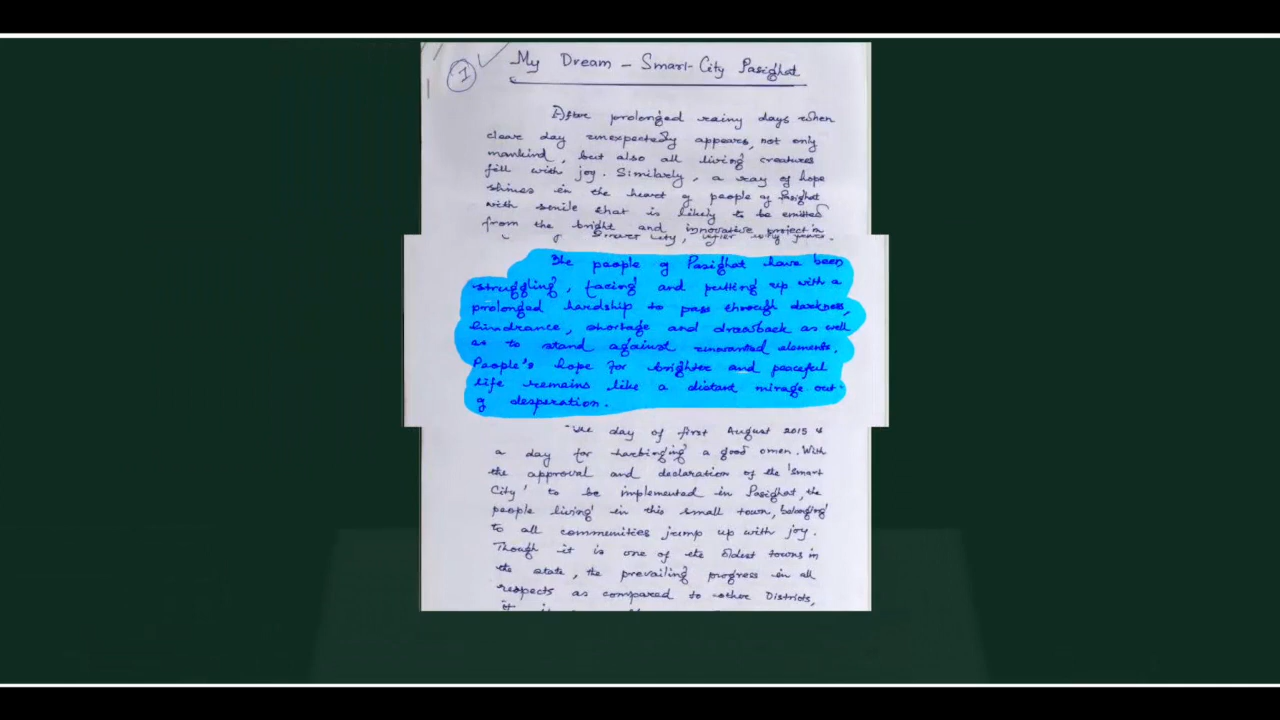 I
My Dream - Smart-City Pasighat
After prolonged rainy days when
clear day unexpectedly appears, not only
mankind, but also all living creatures
fill with joy. Similarly, a ray of hope
shines in the heart of people of Pasighat
with smile that is likely to be emitted
from the bright and innovative project in
Smart City, after long years.
The people of Pasighat have been
struggling, facing and putting up with a
prolonged hardship to pass through darkness,
hindrance, shortage and drawback as well
as to stand against unwanted elements.
People's hope for brighter and peaceful
life remains like a distant mirage out
of desperation.
The day of first August 2015 is
a day for harbinging a good omen. With
the approval and declaration of the 'Smart
City' to be implemented in Pasighat, the
people living in this small town, belonging
to all communities jump up with joy.
Though it is one of the oldest towns in
the state, the prevailing progress in all
respects as compared to other Districts,